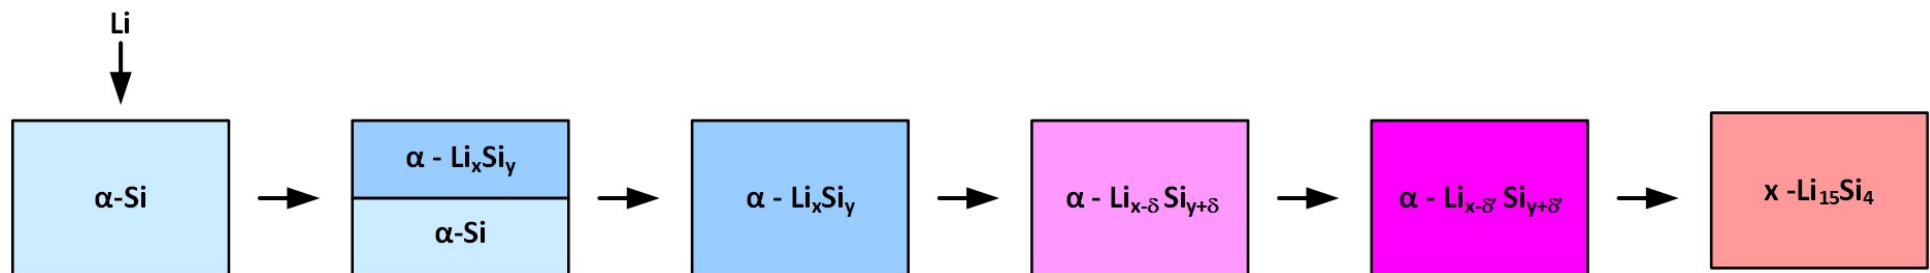 Li
α-Si
α - LixSiy
α-Si
α - LixSiy
α - Lix-δ Siy+δ
α - Lix-δ' Siy+δ'
x -Li15Si4